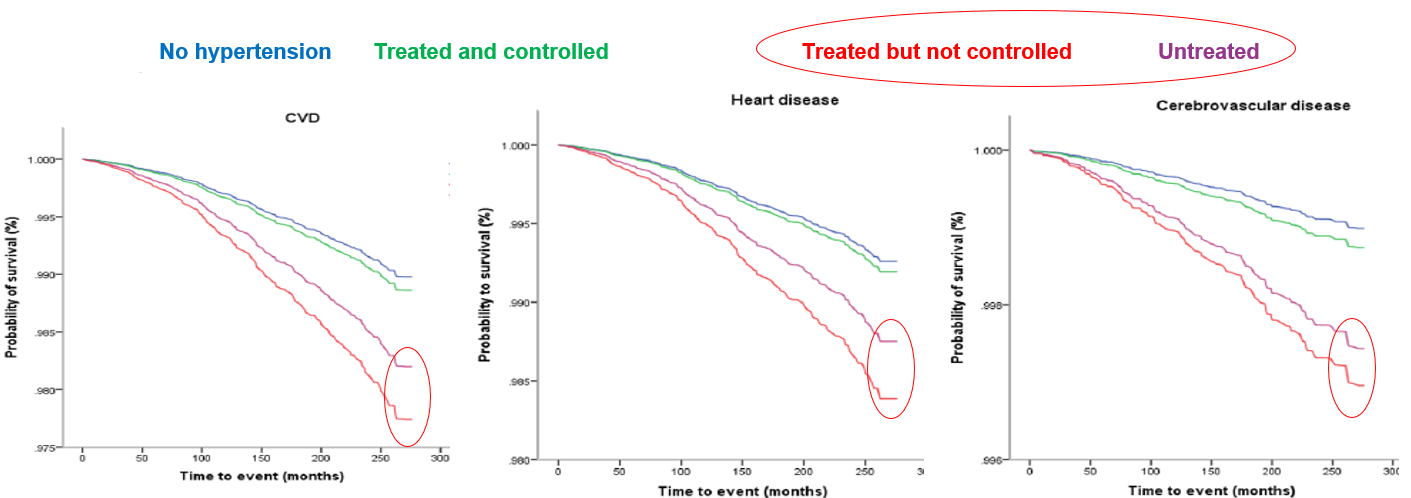 No hypertension Treated and controlled Treated but not controlled Untreated
CVD
Probability of survival (%)
1.000
.995
.990
.985
.980
.975
0 50 100 150 200 250 300
Time to event (months)
Heart disease
Probability to survival (%)
1.000
.995
.990
.985
.980
0 50 100 150 200 250
Time to event (months)
Cerebrovascular disease
Probability of survival (%)
1.000
.998
.996
0 50 100 150 200 250 300
Time to event (months)